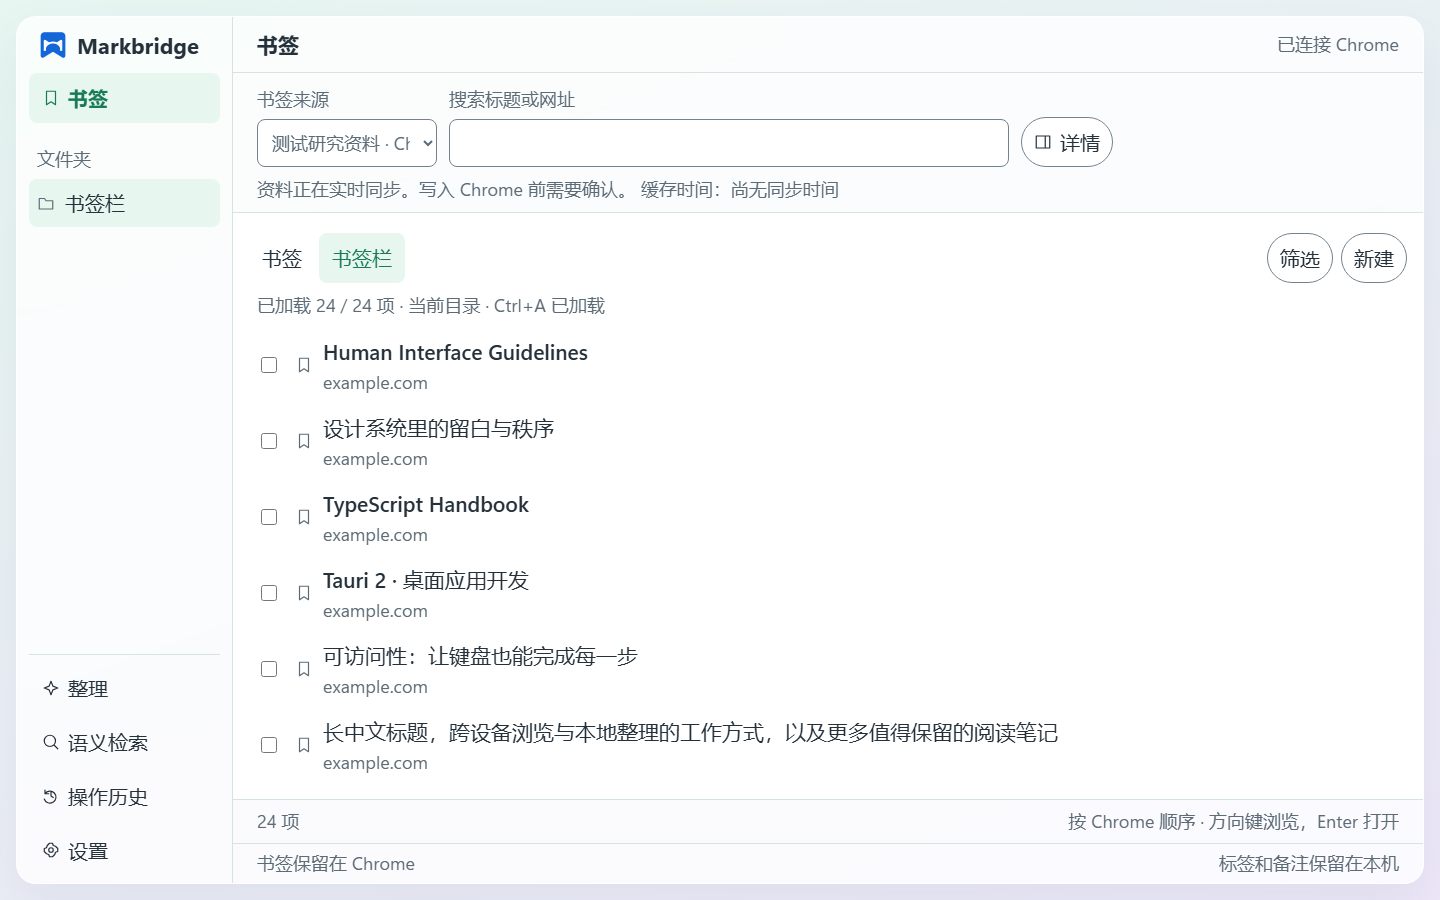 Markbridge
书签
文件夹
书签栏
整理
语义检索
操作历史
设置
书签
已连接 Chrome
书签来源
搜索标题或网址
测试研究资料 · Ch
详情
资料正在实时同步。写入 Chrome 前需要确认。 缓存时间：尚无同步时间
书签
书签栏
筛选
新建
已加载 24 / 24 项 · 当前目录 · Ctrl+A 已加载
Human Interface Guidelines
example.com
设计系统里的留白与秩序
example.com
TypeScript Handbook
example.com
Tauri 2 · 桌面应用开发
example.com
可访问性：让键盘也能完成每一步
example.com
长中文标题，跨设备浏览与本地整理的工作方式，以及更多值得保留的阅读笔记
example.com
24 项
按 Chrome 顺序 · 方向键浏览，Enter 打开
书签保留在 Chrome
标签和备注保留在本机